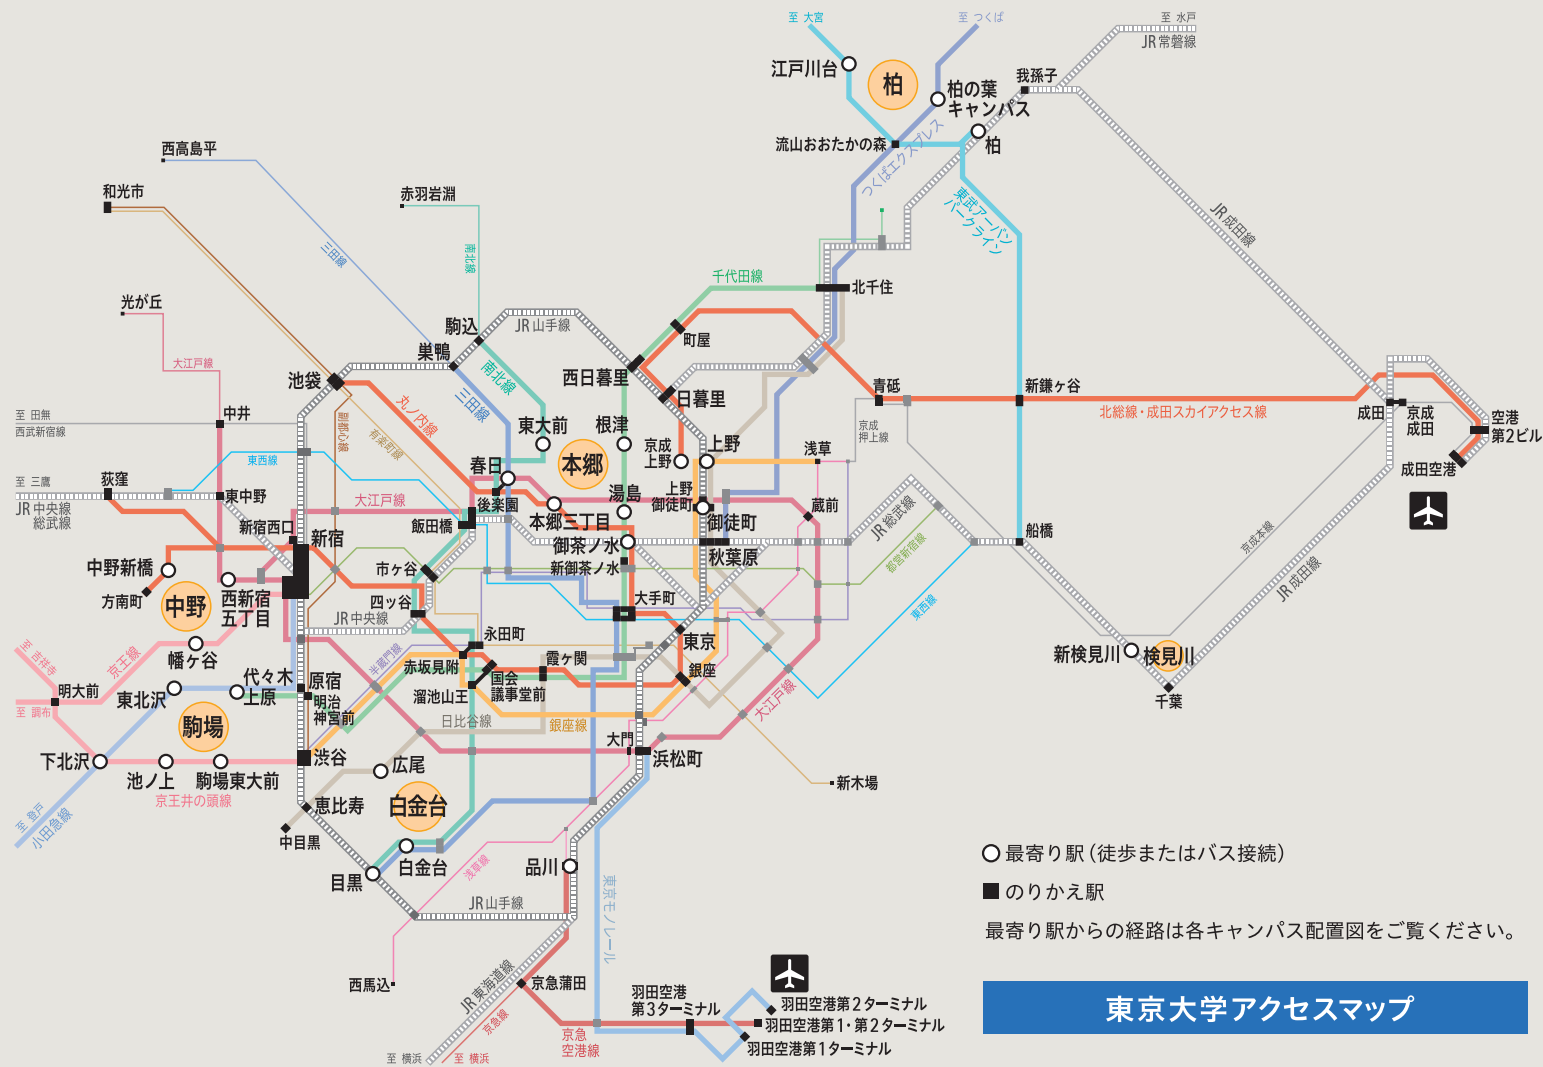 至 大宮
至 つくば
至 水戸
JR常磐線
江戸川台
柏
柏の葉
キャンパス
我孫子
流山おおたかの森
柏
つくばエクスプレス
東武アーバン
パークライン
JR成田線
西高島平
和光市
赤羽岩淵
三田線
南北線
千代田線
北千住
光が丘
大江戸線
駒込
JR山手線
巣鴨
町屋
西日暮里
日暮里
池袋
南北線
三田線
丸ノ内線
有楽町線
副都心線
青砥
新鎌ヶ谷
北総線・成田スカイアクセス線
成田
京成
成田
空港
第2ビル
成田空港
至 田無
西武新宿線
中井
東大前
根津
本郷
京成
上野
上野
浅草
京成
押上線
至 三鷹
JR中央線
総武線
荻窪
東西線
東中野
春日
後楽園
湯島
上野
御徒町
御徒町
蔵前
大江戸線
新宿西口
新宿
飯田橋
本郷三丁目
御茶ノ水
新御茶ノ水
秋葉原
JR総武線
都営新宿線
船橋
京成本線
JR成田線
中野新橋
方南町
中野
西新宿
五丁目
市ヶ谷
四ッ谷
JR中央線
大手町
東西線
至 吉祥寺
京王線
幡ヶ谷
半蔵門線
永田町
赤坂見附
国会
議事堂前
霞ヶ関
東京
銀座
新検見川
検見川
千葉
明大前
至 調布
東北沢
代々木
上原
原宿
明治
神宮前
溜池山王
日比谷線
銀座線
大江戸線
駒場
下北沢
池ノ上
駒場東大前
京王井の頭線
渋谷
広尾
大門
浜松町
新木場
至 登戸
小田急線
恵比寿
白金台
中目黒
目黒
白金台
浅草線
品川
JR山手線
東京モノレール
西馬込
JR東海道線
京急線
京急蒲田
京急
空港線
至 横浜
至 横浜
羽田空港
第3ターミナル
羽田空港第2ターミナル
羽田空港第1・第2ターミナル
羽田空港第1ターミナル
最寄り駅(徒歩またはバス接続)
のりかえ駅
最寄り駅からの経路は各キャンパス配置図をご覧ください。
東京大学アクセスマップ